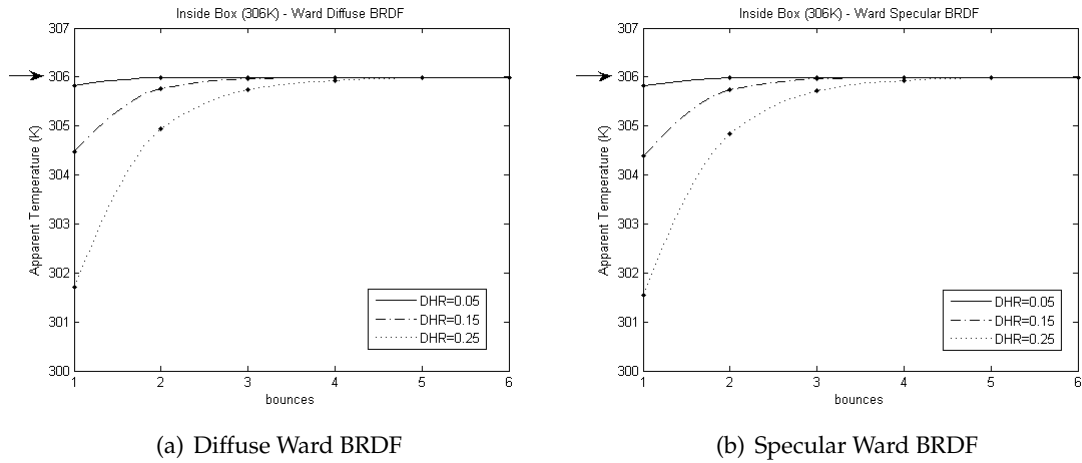 Inside Box (306K) - Ward Diffuse BRDF
307
306
305
304
303
302
301
300
Apparent Temperature (K)
1 2 3 4 5 6
bounces
DHR=0.05
DHR=0.15
DHR=0.25
(a) Diffuse Ward BRDF
Inside Box (306K) - Ward Specular BRDF
307
306
305
304
303
302
301
300
Apparent Temperature (K)
1 2 3 4 5 6
bounces
DHR=0.05
DHR=0.15
DHR=0.25
(b) Specular Ward BRDF